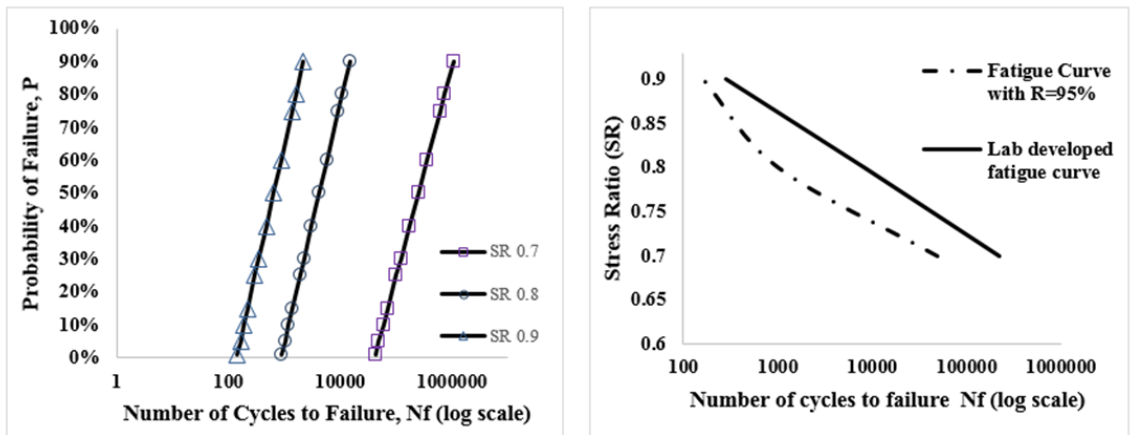 100%
90%
80%
70%
60%
50%
40%
30%
20%
10%
0%
Probability of Failure, P
1
100
10000
1000000
Number of Cycles to Failure, Nf (log scale)
SR 0.7
SR 0.8
SR 0.9
0.9
0.85
0.8
0.75
0.7
0.65
0.6
Stress Ratio (SR)
100
1000
10000
100000
1000000
Number of cycles to failure Nf (log scale)
Fatigue Curve
with R=95%
Lab developed
fatigue curve